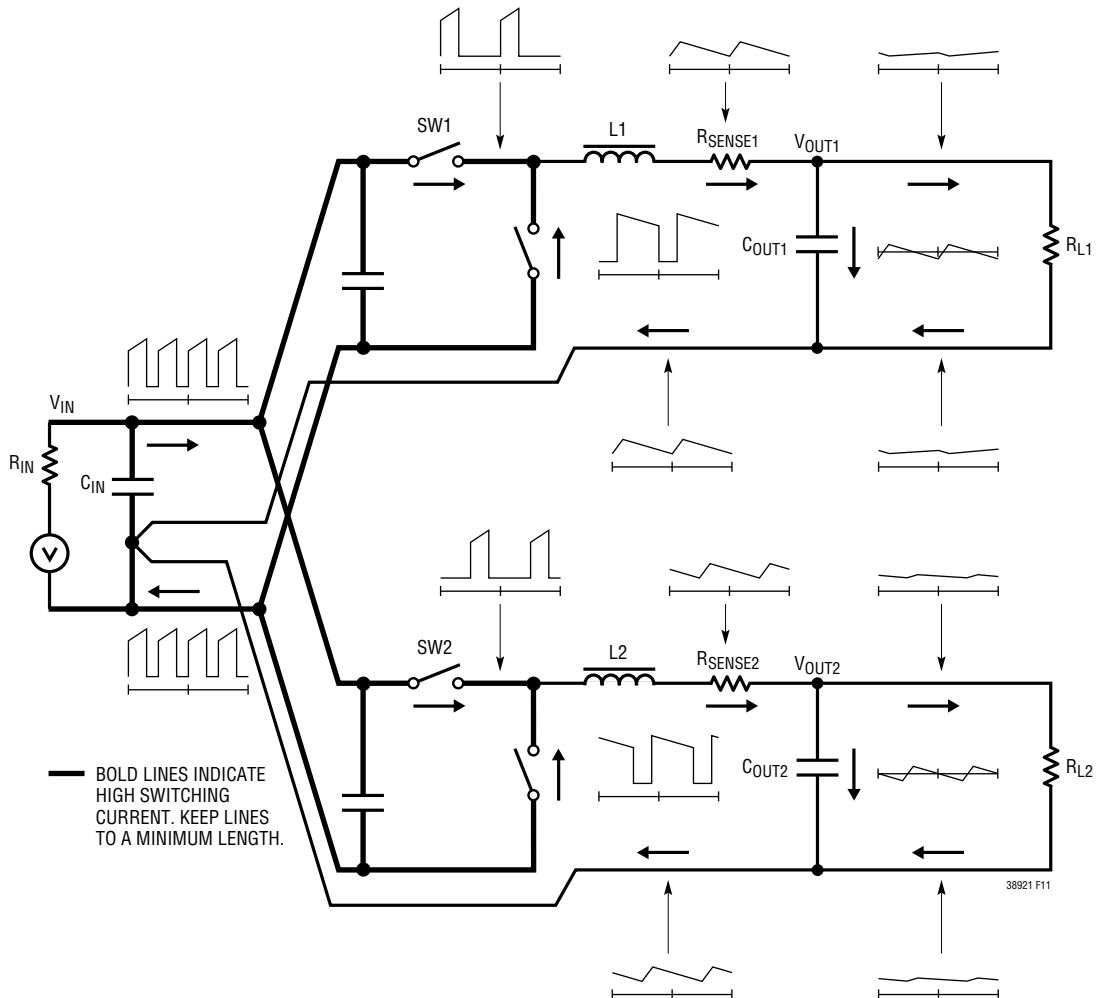 SW1
L1
RSENSE1
VOUT1
COUT1
RL1
VIN
RIN
CIN
V
SW2
L2
RSENSE2
VOUT2
COUT2
RL2
BOLD LINES INDICATE
HIGH SWITCHING
CURRENT. KEEP LINES
TO A MINIMUM LENGTH.
38921 F11